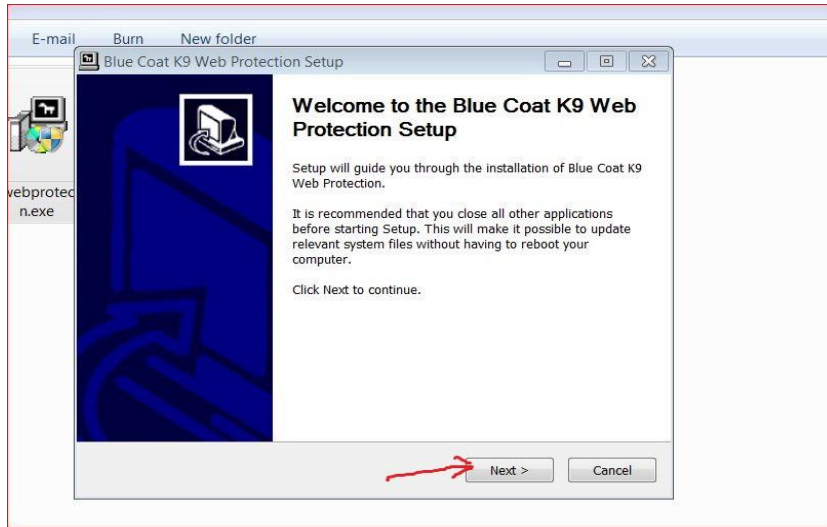 E-mail Burn New folder
Blue Coat K9 Web Protection Setup
webprotec
n.exe
Welcome to the Blue Coat K9 Web
Protection Setup
Setup will guide you through the installation of Blue Coat K9
Web Protection.
It is recommended that you close all other applications
before starting Setup. This will make it possible to update
relevant system files without having to reboot your
computer.
Click Next to continue.
Next >
Cancel